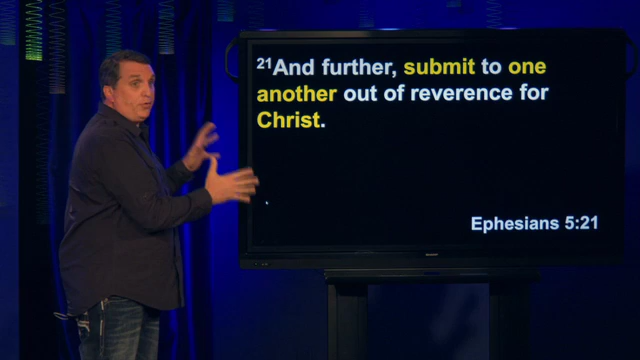 ²¹And further, submit to one
another out of reverence for
Christ.
Ephesians 5:21